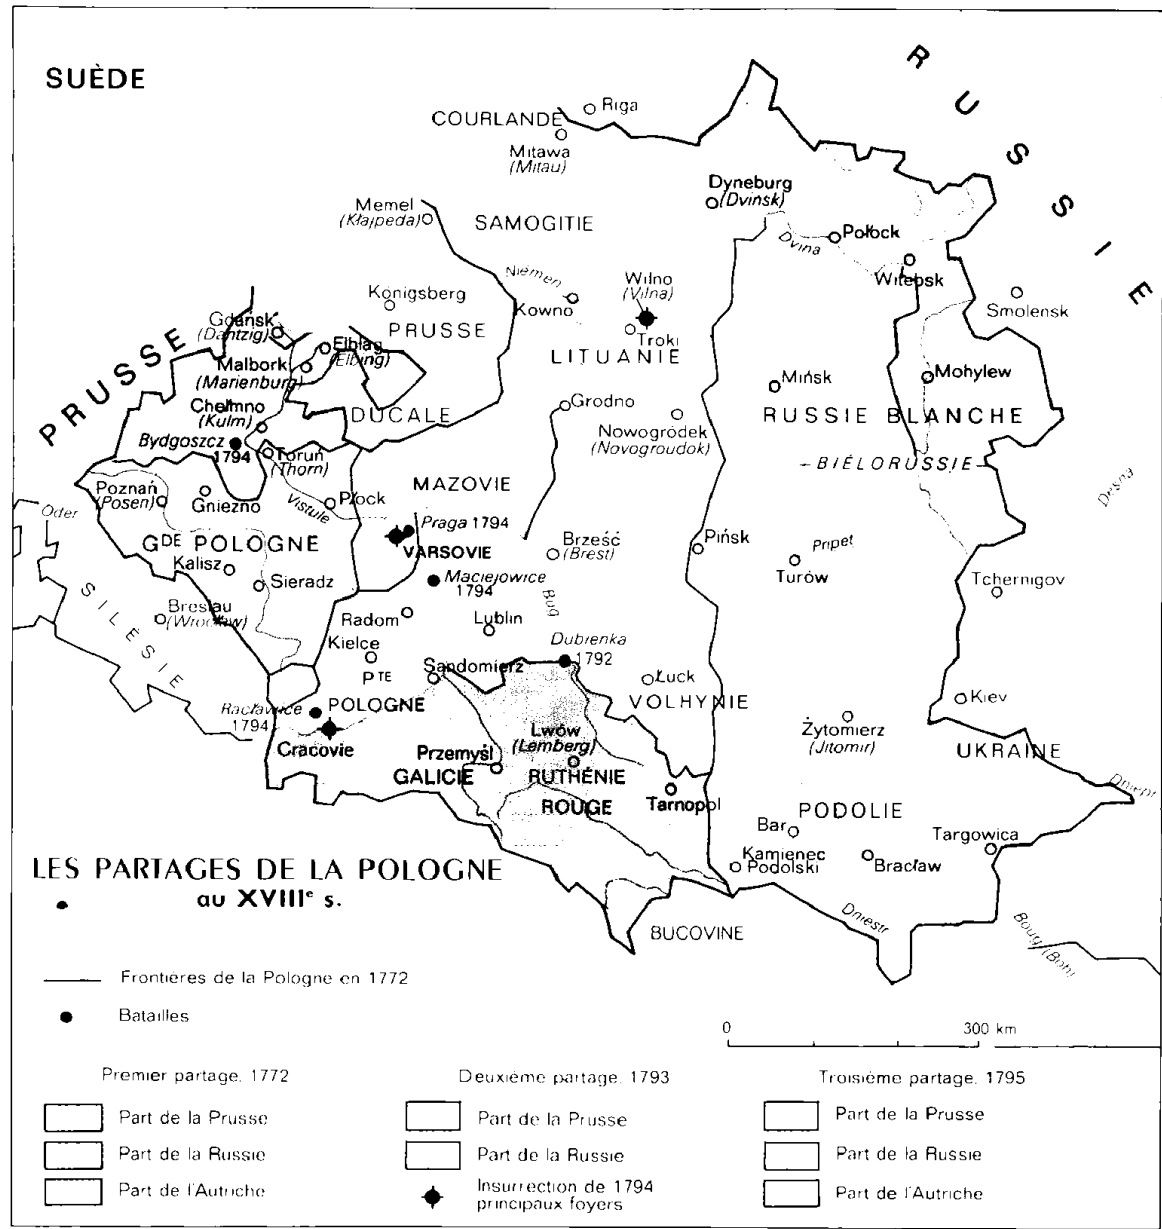 SUÈDE
RUSSIE
COURLANDE
Riga
Mitawa
(Mitau)
Dyneburg
(Dvinsk)
Memel
(Kłajpeda)
SAMOGITIE
Dvina
Połock
Witepsk
Niémen
Wilno
(Vilna)
Smolensk
Königsberg
Kowno
PRUSSE
Troki
Gdańsk
(Dantzig)
PRUSSE
Elbląg
(Elbing)
LITUANIE
Malbork
(Marienburg)
Mińsk
Mohylew
Chełmno
(Kulm)
DUCALE
Grodno
RUSSIE BLANCHE
Nowogródek
(Novogroudok)
Bydgoszcz
1794
Toruń
(Thorn)
BIÉLORUSSIE
Poznań
(Posen)
Gniezno
Vistule
Płock
MAZOVIE
Desna
Oder
Praga 1794
VARSOVIE
GDE POLOGNE
Brześć
(Brest)
Pińsk
Pripet
Turów
Kalisz
Sieradz
Maciejowice
1794
Tchernigov
SILÉSIE
Breslau
(Wrocław)
Radom
Lublin
Bug
Kielce
Dubienka
1792
Sandomierz
PTE
POLOGNE
Łuck
VOLHYNIE
Kiev
Racławice
1794
Cracovie
Lwów
(Lemberg)
Żytomierz
(Jitomir)
UKRAINE
Przemyśl
GALICIE
RUTHÉNIE
ROUGE
Tarnopol
Dniepr
PODOLIE
Bar
Targowica
Kamienec
Podolski
Bracław
LES PARTAGES DE LA POLOGNE
au XVIIIe s.
Dniestr
BUCOVINE
Boug (Boh)
Frontières de la Pologne en 1772
Batailles
0 300 km
Premier partage. 1772
Part de la Prusse
Part de la Russie
Part de l'Autriche
Deuxième partage. 1793
Part de la Prusse
Part de la Russie
Insurrection de 1794
principaux foyers
Troisième partage. 1795
Part de la Prusse
Part de la Russie
Part de l'Autriche